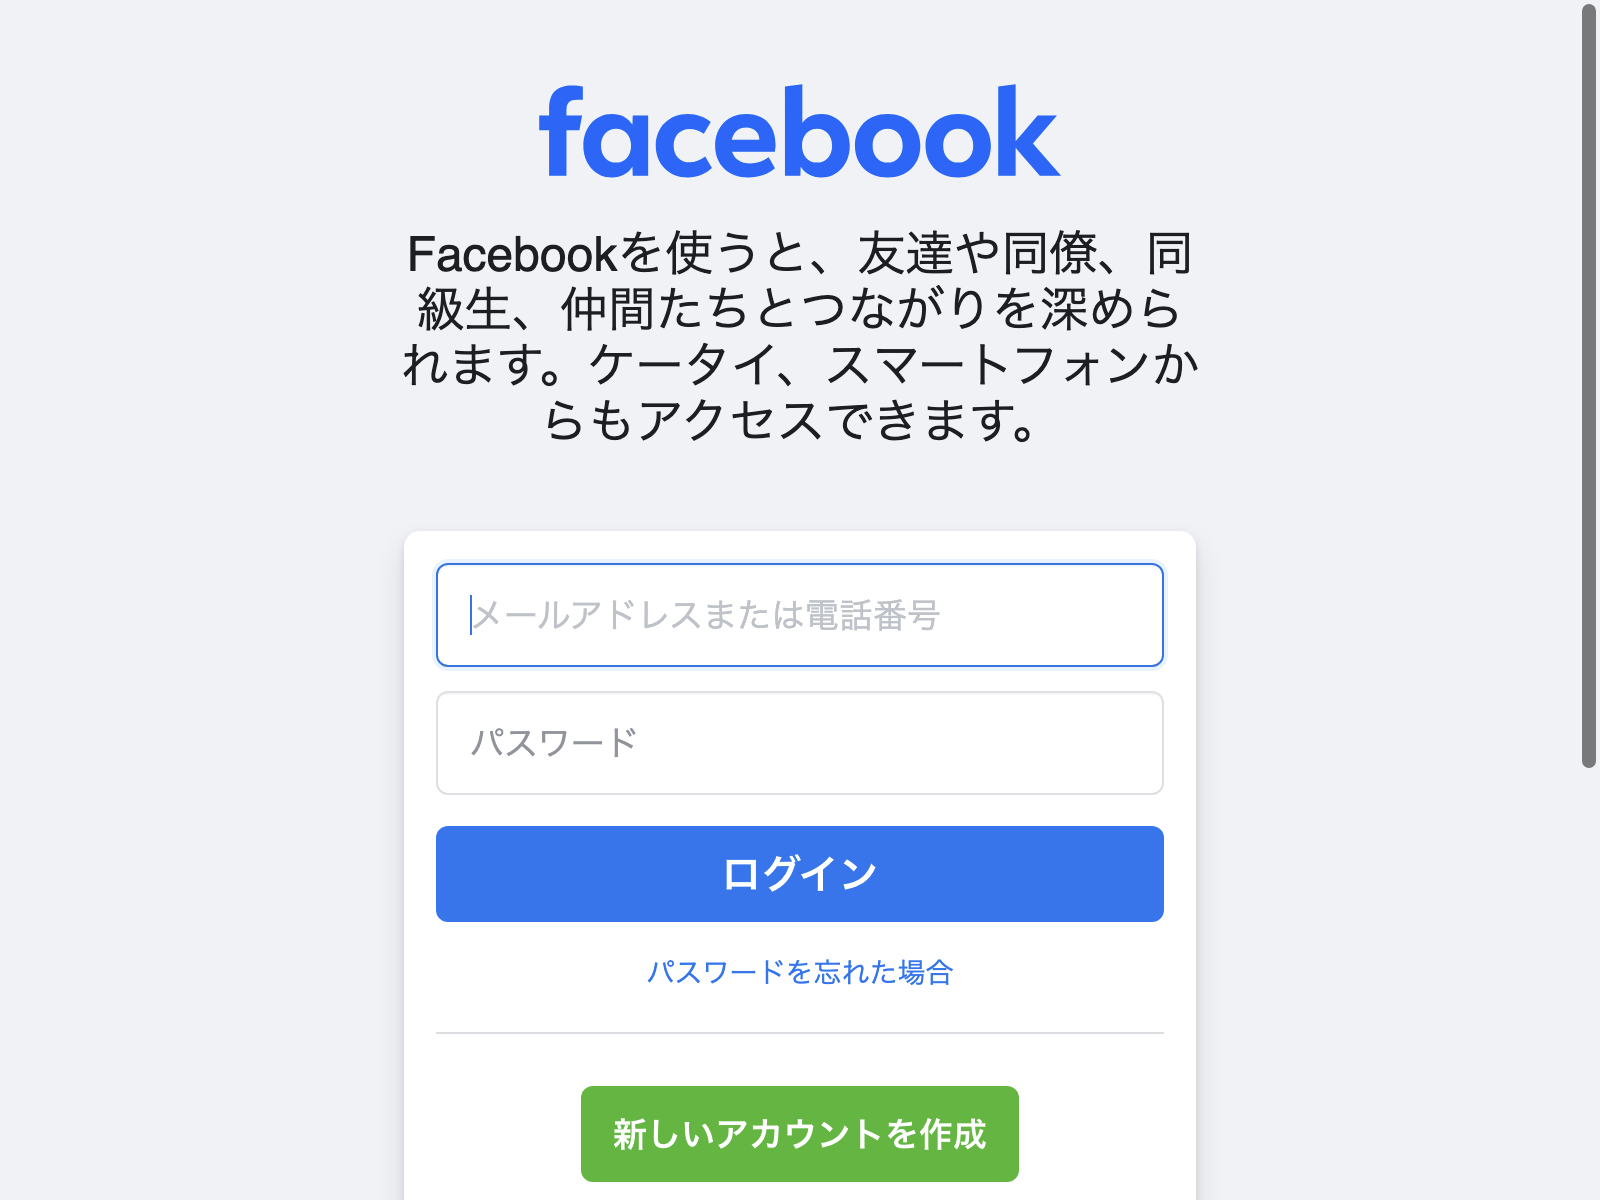 facebook
Facebookを使うと、友達や同僚、同
級生、仲間たちとつながりを深めら
れます。ケータイ、スマートフォンか
らもアクセスできます。
メールアドレスまたは電話番号
パスワード
ログイン
パスワードを忘れた場合
新しいアカウントを作成